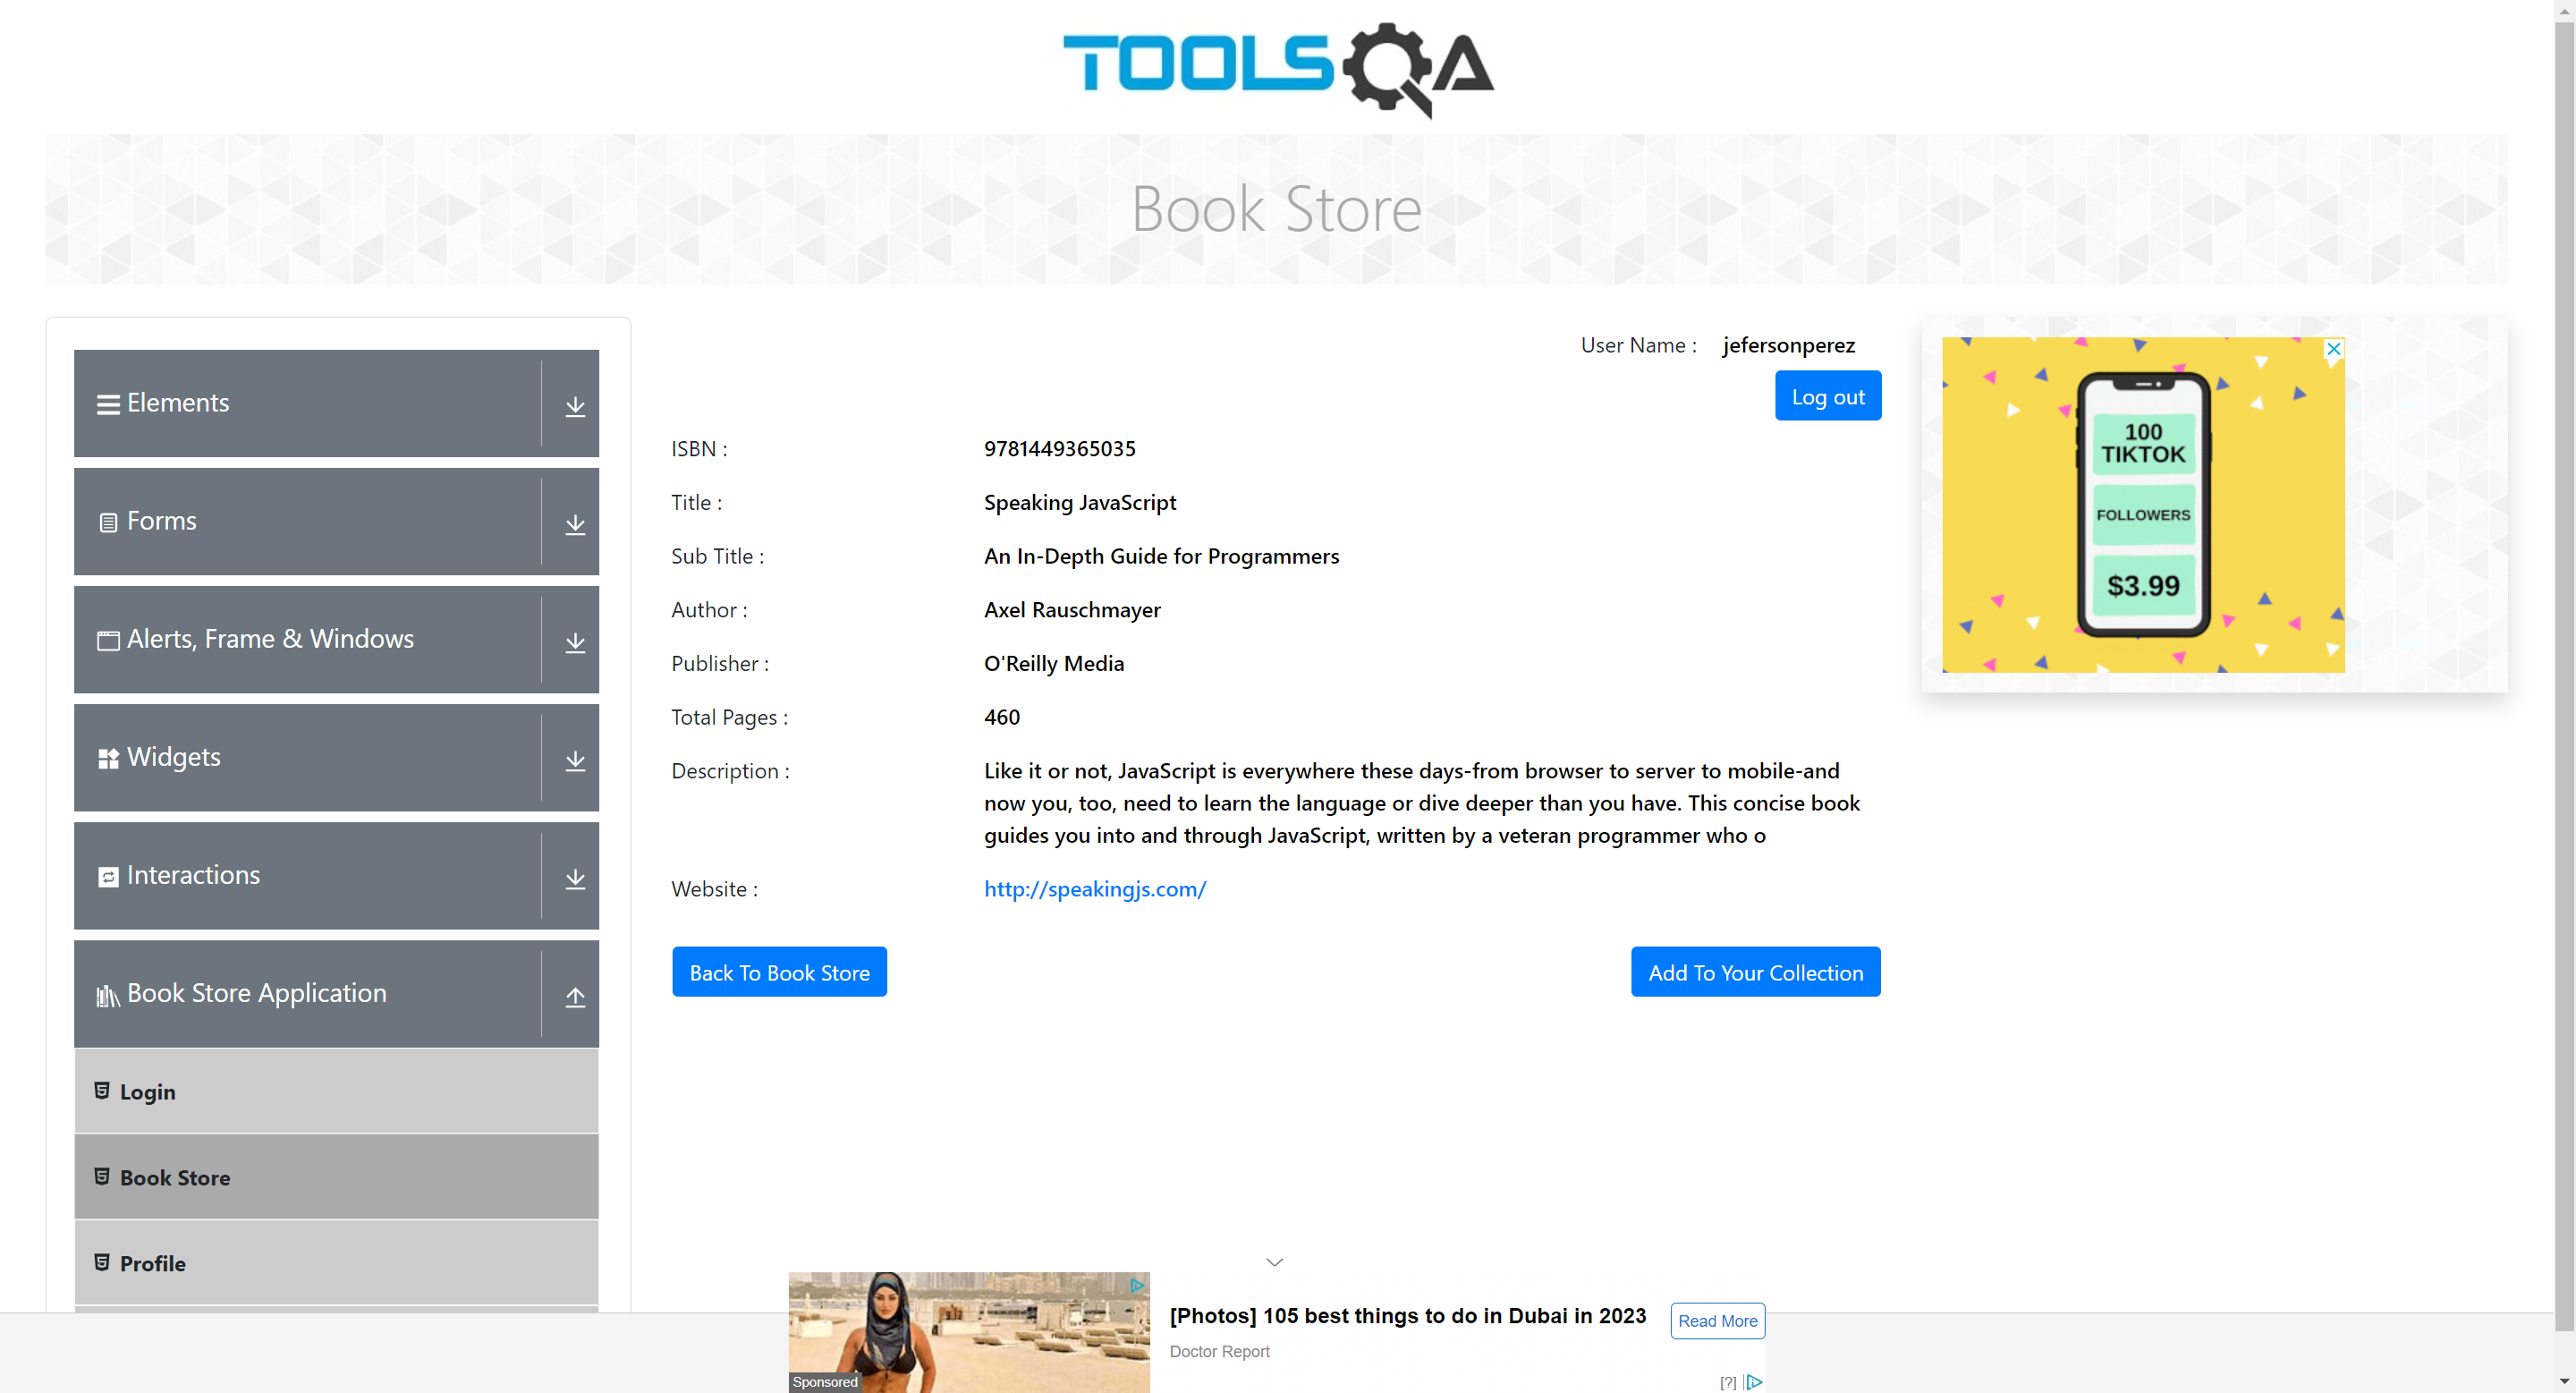 TOOLSQA
Book Store
Elements
Forms
Alerts, Frame & Windows
Widgets
Interactions
Book Store Application
Login
Book Store
Profile
User Name : jefersonperez
Log out
ISBN : 9781449365035
Title : Speaking JavaScript
Sub Title : An In-Depth Guide for Programmers
Author : Axel Rauschmayer
Publisher : O'Reilly Media
Total Pages : 460
Description : Like it or not, JavaScript is everywhere these days-from browser to server to mobile-and
now you, too, need to learn the language or dive deeper than you have. This concise book
guides you into and through JavaScript, written by a veteran programmer who o
Website : http://speakingjs.com/
Back To Book Store
Add To Your Collection
100
TIKTOK
FOLLOWERS
$3.99
Sponsored
[Photos] 105 best things to do in Dubai in 2023
Doctor Report
Read More
[?]